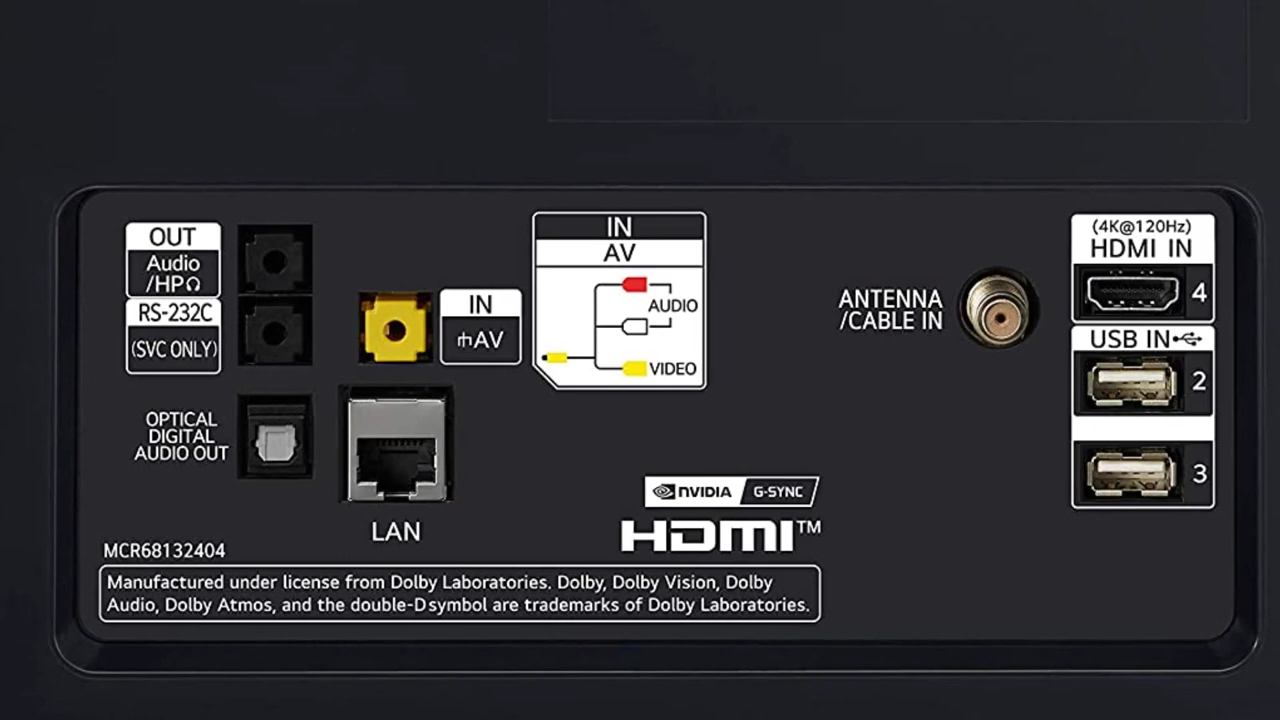 OUT
Audio
/HPΩ
RS-232C
(SVC ONLY)
OPTICAL
DIGITAL
AUDIO OUT
IN
AV
LAN
IN
AV
AUDIO
VIDEO
ANTENNA
/CABLE IN
(4K@120Hz)
HDMI IN
4
USB IN
2
3
NVIDIA G-SYNC
HDMI™
MCR68132404
Manufactured under license from Dolby Laboratories. Dolby, Dolby Vision, Dolby
Audio, Dolby Atmos, and the double-D symbol are trademarks of Dolby Laboratories.